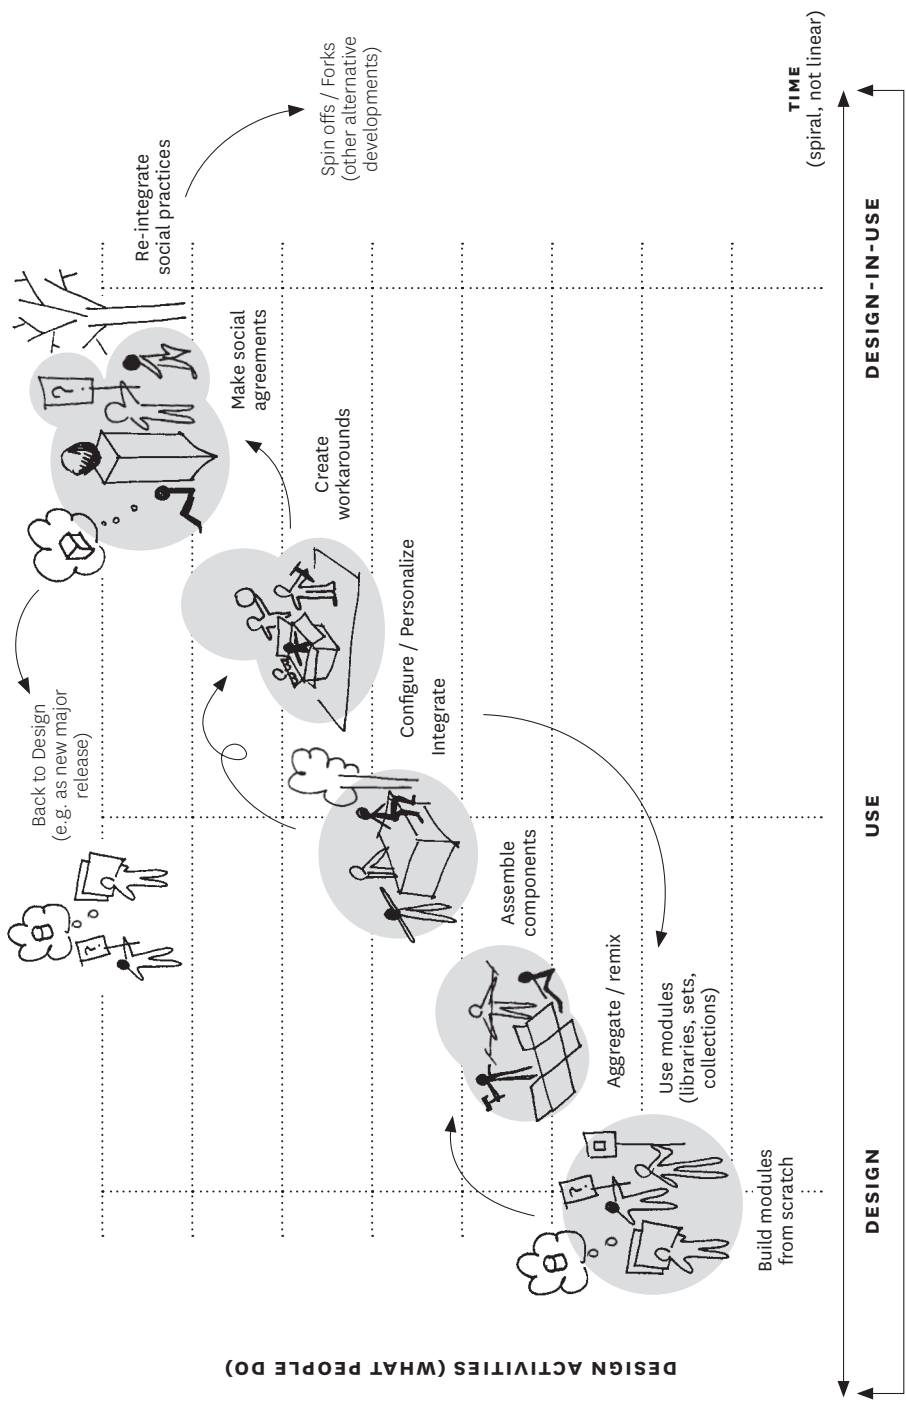 DESIGN ACTIVITIES (WHAT PEOPLE DO)
Back to Design
(e.g. as new major
release)
Re-integrate
social practices
Spin offs / Forks
(other alternative
developments)
Make social
agreements
Create
workarounds
Configure / Personalize
Integrate
Assemble
components
Aggregate / remix
Use modules
(libraries, sets,
collections)
Build modules
from scratch
?
?
?
TIME
(spiral, not linear)
DESIGN
USE
DESIGN-IN-USE